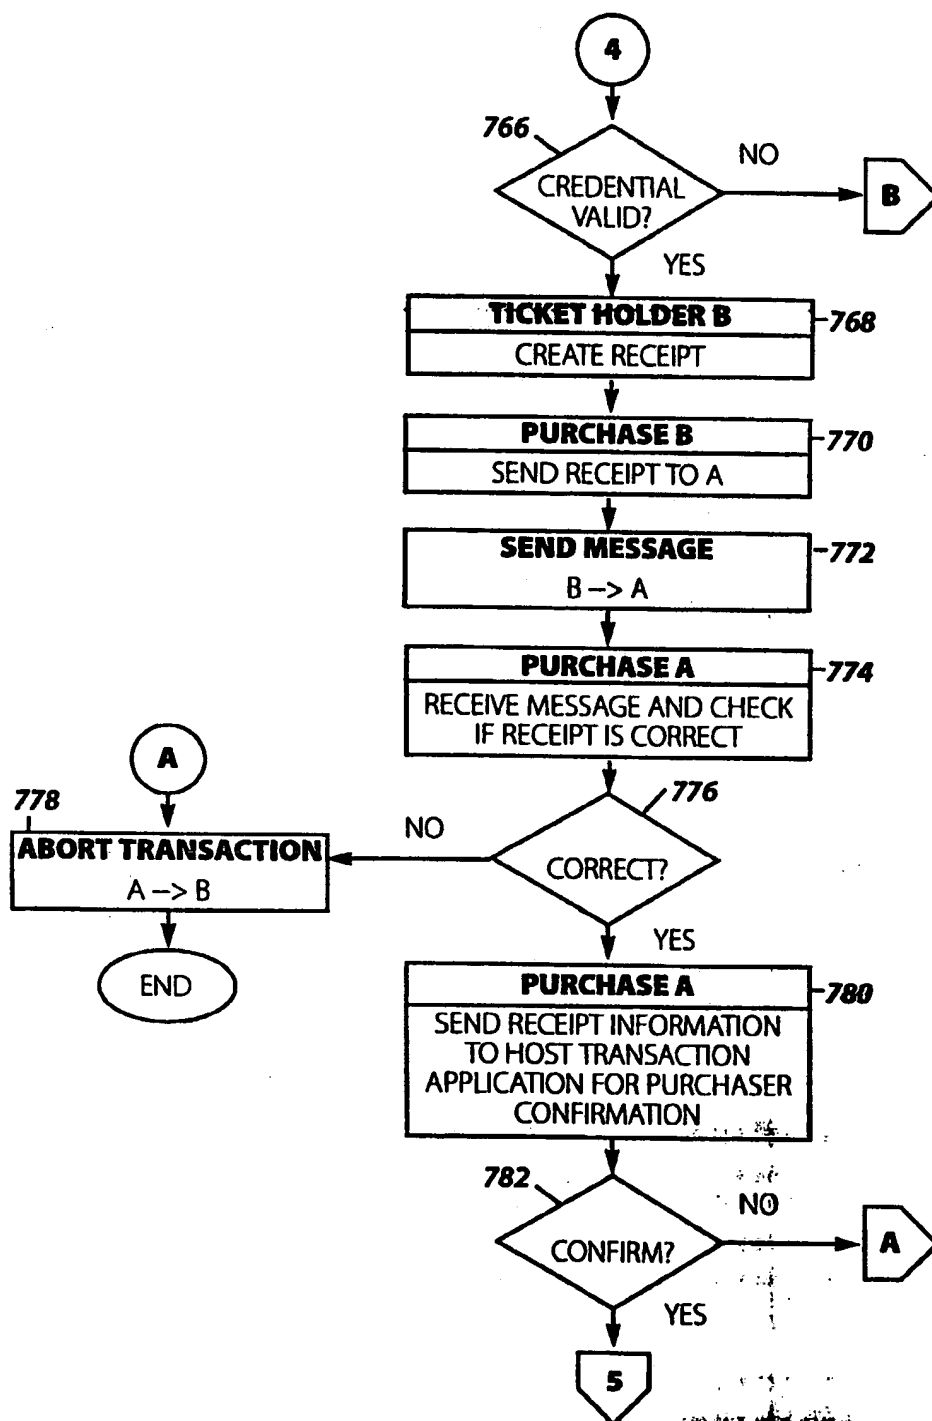 4
766
NO
CREDENTIAL
VALID?
B
YES
TICKET HOLDER B
768
CREATE RECEIPT
PURCHASE B
770
SEND RECEIPT TO A
SEND MESSAGE
772
B --> A
PURCHASE A
774
RECEIVE MESSAGE AND CHECK
IF RECEIPT IS CORRECT
A
778
776
NO
ABORT TRANSACTION
CORRECT?
A --> B
YES
END
PURCHASE A
780
SEND RECEIPT INFORMATION
TO HOST TRANSACTION
APPLICATION FOR PURCHASER
CONFIRMATION
782
NO
CONFIRM?
A
YES
5